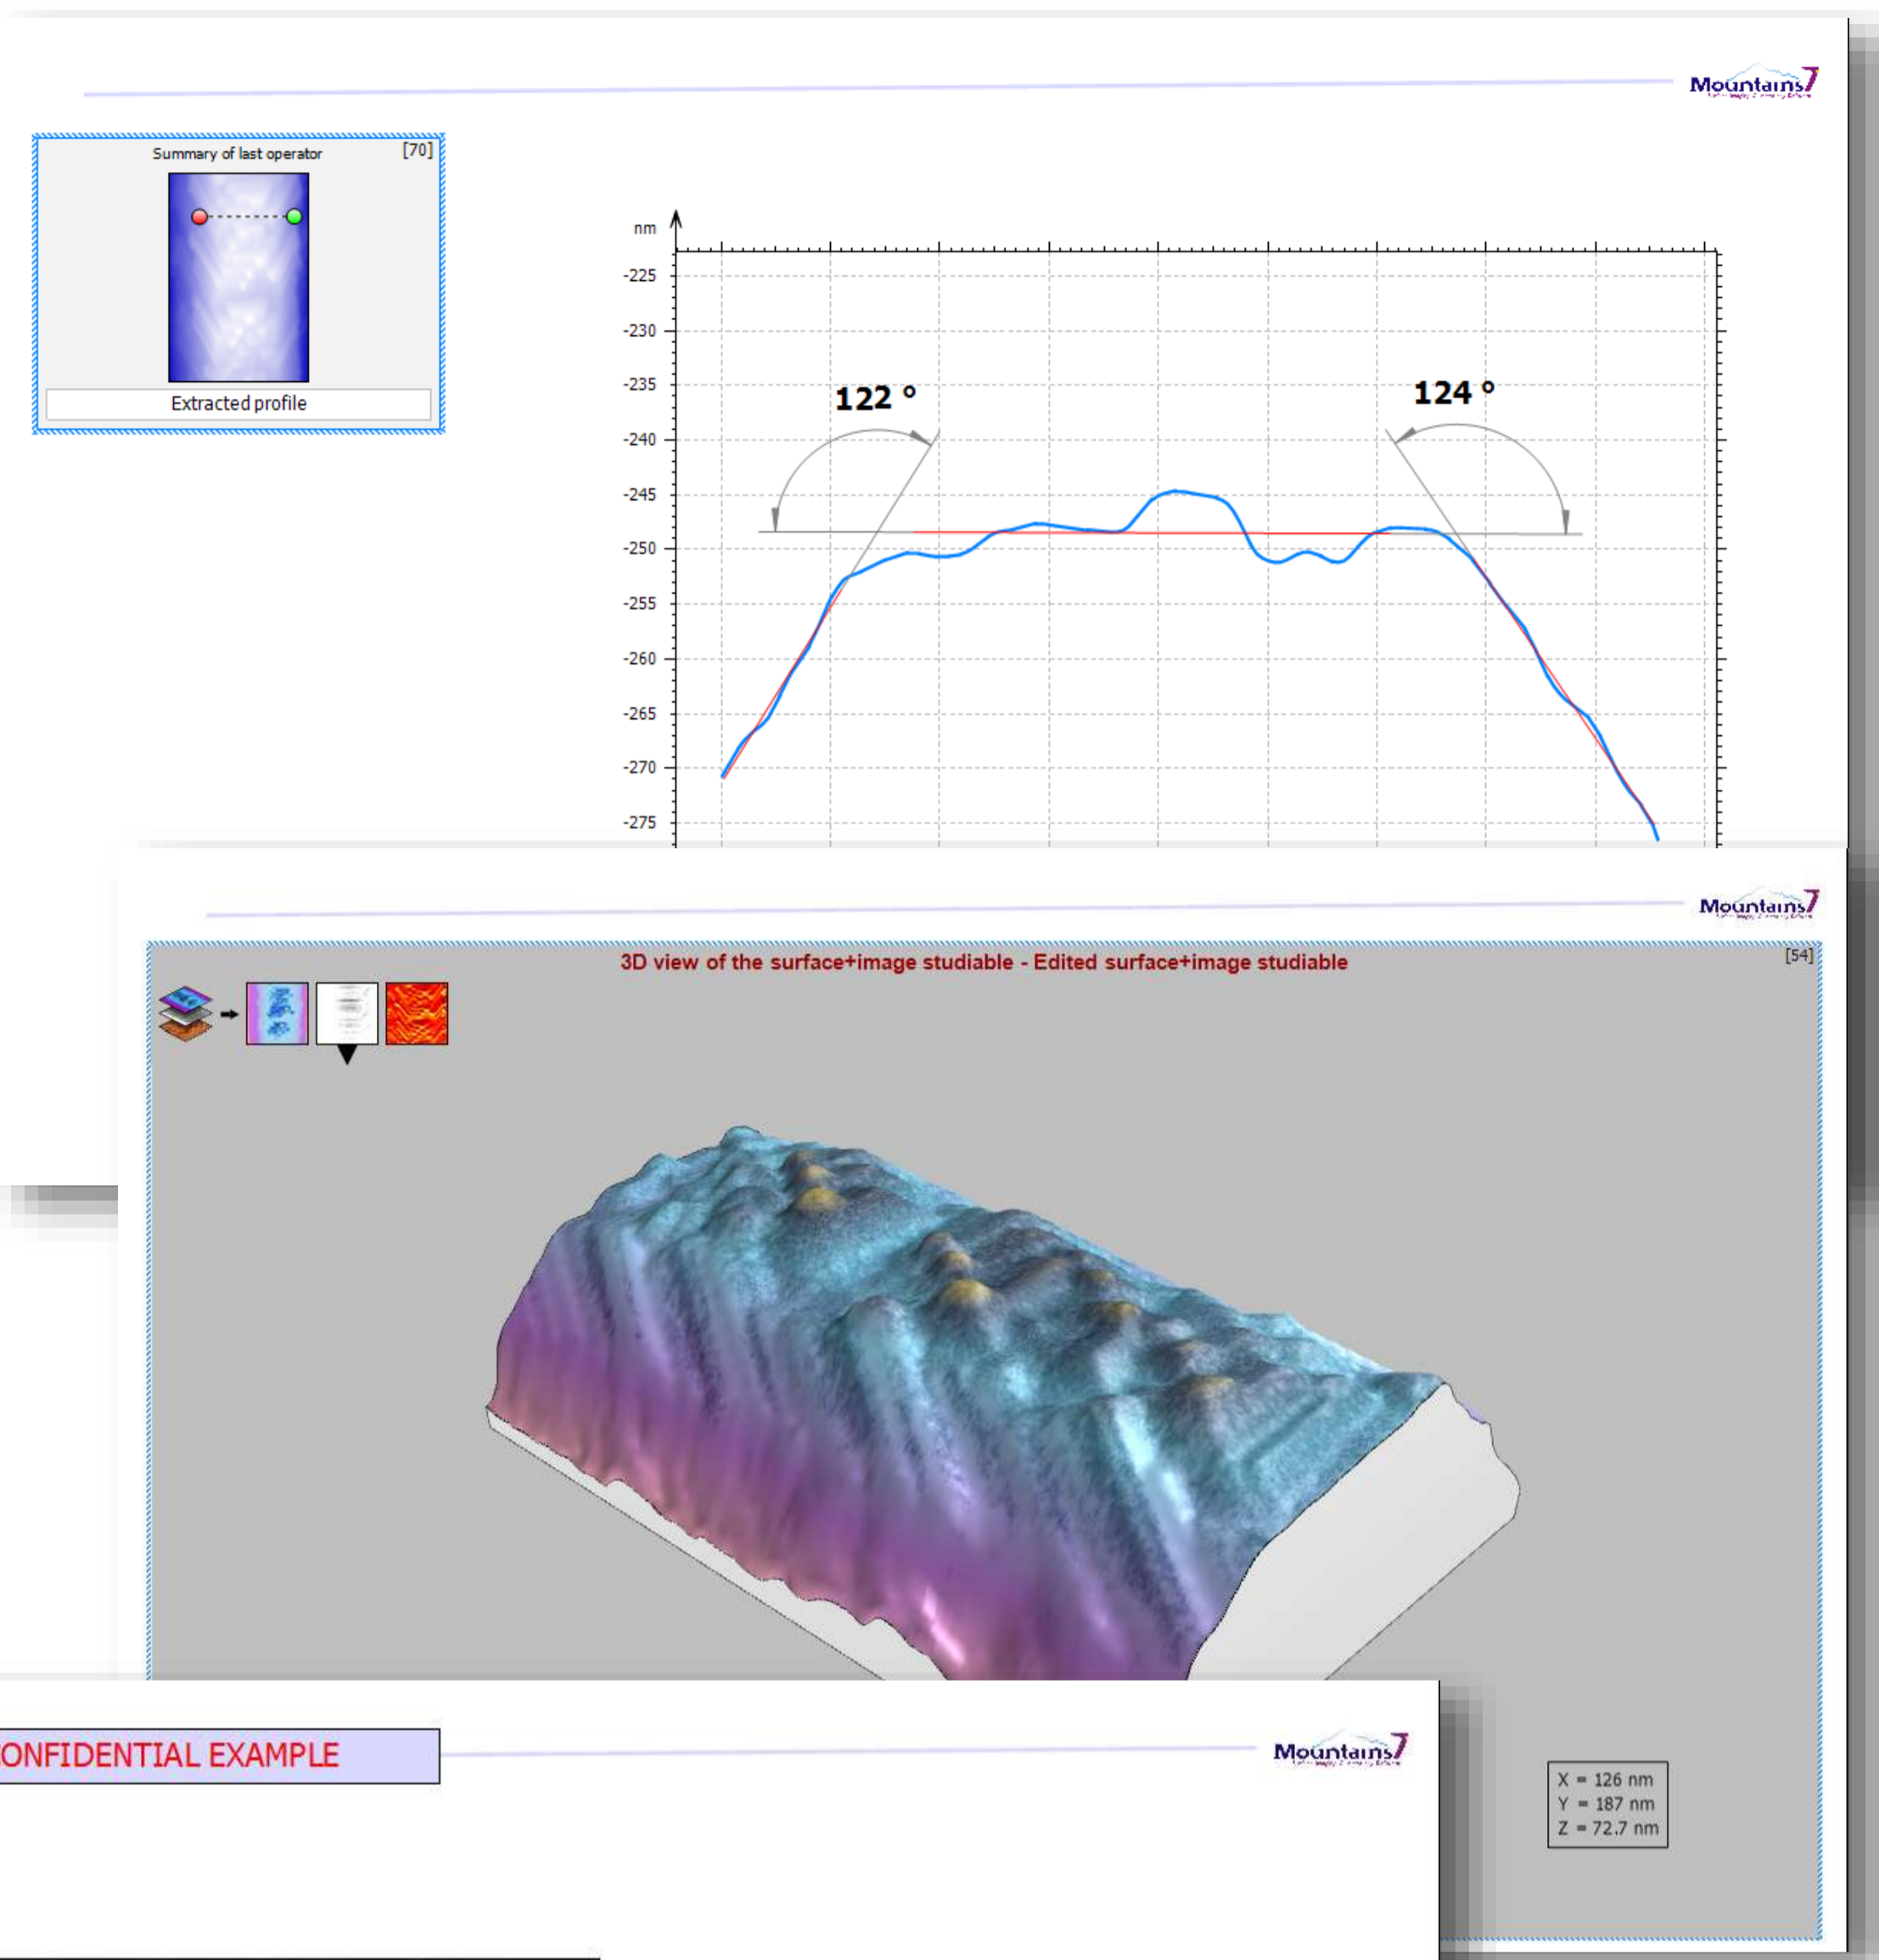 Mountains7
Summary of last operator
[70]
Extracted profile
nm
-225
-230
-235
-240
-245
-250
-255
-260
-265
-270
-275
122 °
124 °
Mountains7
3D view of the surface+image studiable - Edited surface+image studiable
[54]
ONFIDENTIAL EXAMPLE
Mountains7
X = 126 nm
Y = 187 nm
Z = 72.7 nm